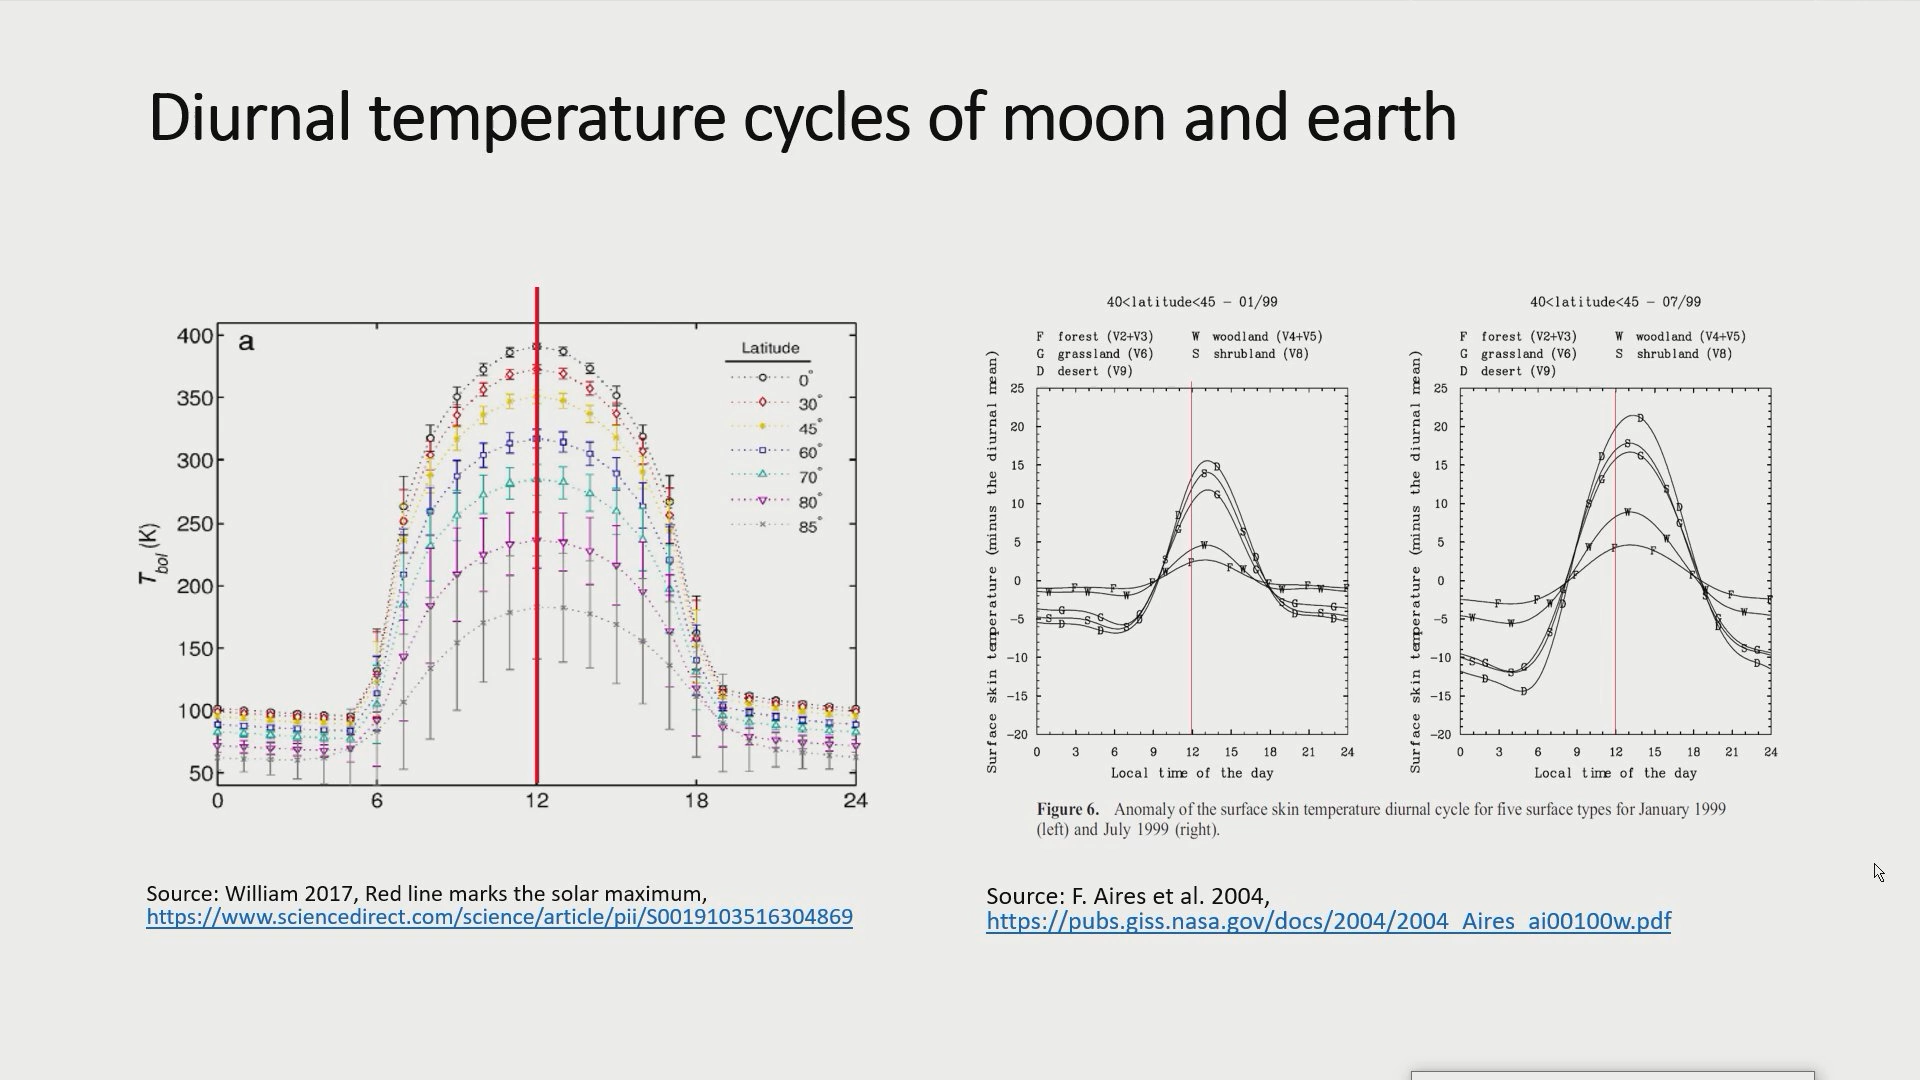 Diurnal temperature cycles of moon and earth
a
Latitude
0°
30°
45°
60°
70°
80°
85°
400
350
300
250
200
150
100
50
T_bol (K)
0 6 12 18 24
40<latitude<45 – 01/99
F forest (V2+V3) W woodland (V4+V5)
G grassland (V6) S shrubland (V8)
D desert (V9)
Surface skin temperature (minus the diurnal mean)
25
20
15
10
5
0
−5
−10
−15
−20
0 3 6 9 12 15 18 21 24
Local time of the day
40<latitude<45 – 07/99
F forest (V2+V3) W woodland (V4+V5)
G grassland (V6) S shrubland (V8)
D desert (V9)
Surface skin temperature (minus the diurnal mean)
25
20
15
10
5
0
−5
−10
−15
−20
0 3 6 9 12 15 18 21 24
Local time of the day
Figure 6. Anomaly of the surface skin temperature diurnal cycle for five surface types for January 1999
(left) and July 1999 (right).
Source: William 2017, Red line marks the solar maximum,
https://www.sciencedirect.com/science/article/pii/S0019103516304869
Source: F. Aires et al. 2004,
https://pubs.giss.nasa.gov/docs/2004/2004_Aires_ai00100w.pdf